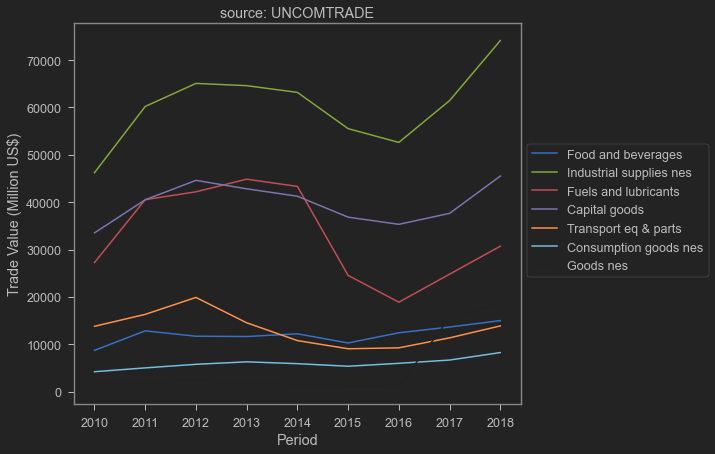 source: UNCOMTRADE
Trade Value (Million US$)
70000
60000
50000
40000
30000
20000
10000
0
2010 2011 2012 2013 2014 2015 2016 2017 2018
Period
Food and beverages
Industrial supplies nes
Fuels and lubricants
Capital goods
Transport eq & parts
Consumption goods nes
Goods nes